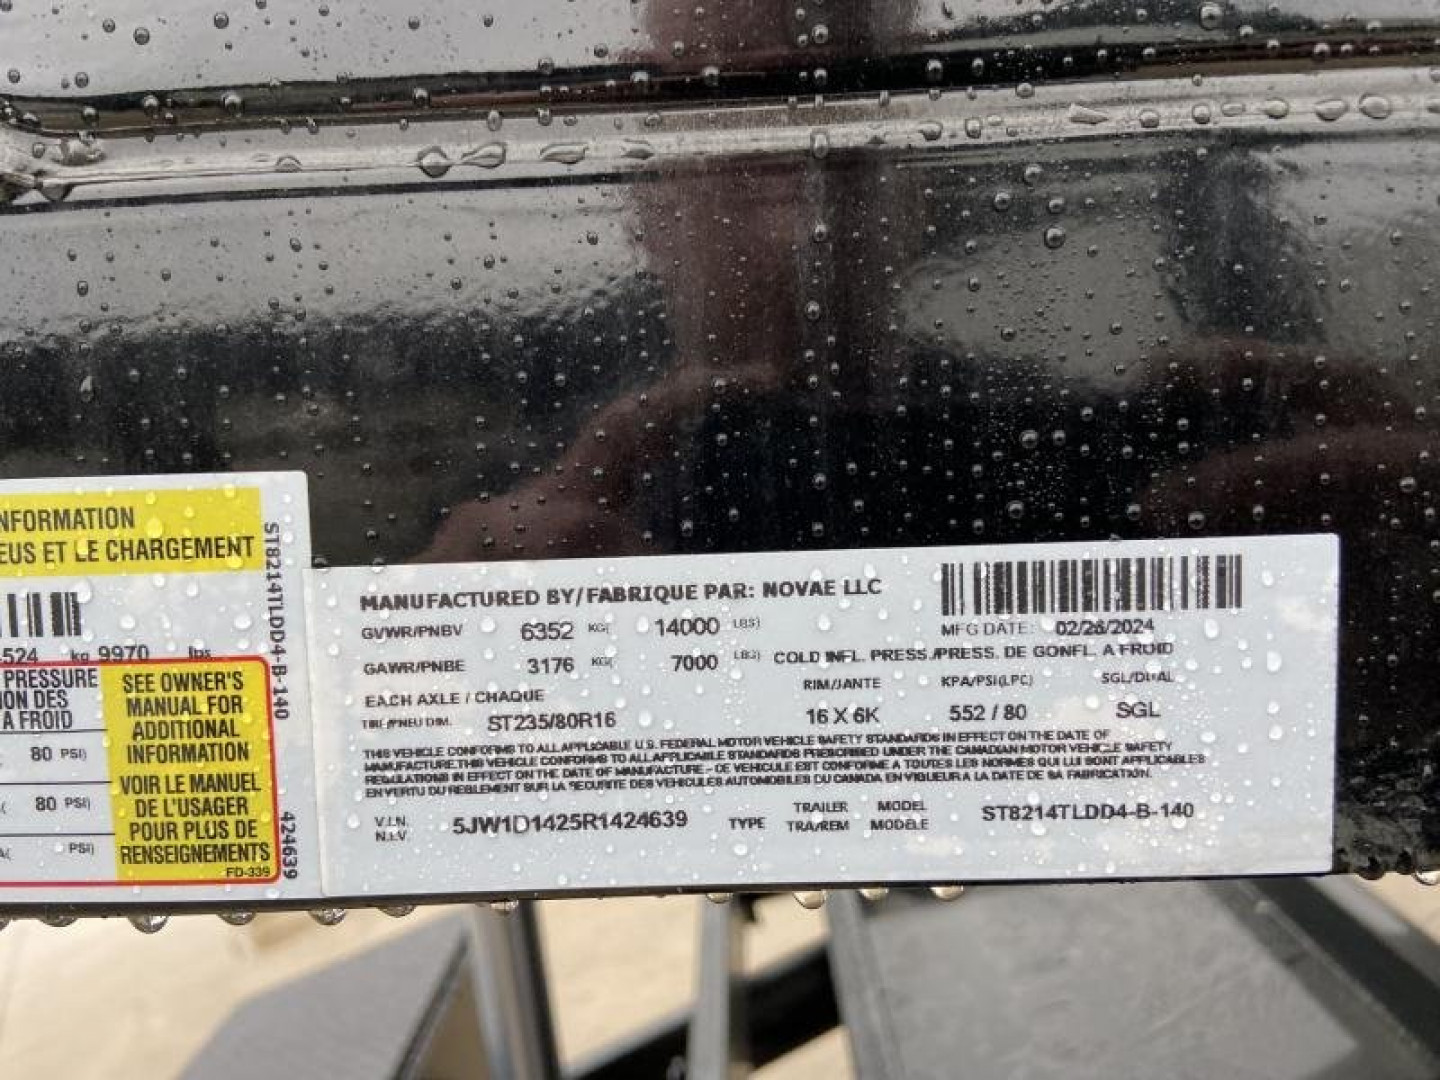 NFORMATION
EUS ET LE CHARGEMENT
524 kg 9970 lbs
PRESSURE
ION DES
A FROID
80 PSI)
80 PSI)
PSI)
SEE OWNER'S
MANUAL FOR
ADDITIONAL
INFORMATION
VOIR LE MANUEL
DE L'USAGER
POUR PLUS DE
RENSEIGNEMENTS
FD-339
ST8214TLDD4-B-140
424639
MANUFACTURED BY/FABRIQUE PAR: NOVAE LLC
GVWR/PNBV 6352 KG( 14000 LBS)
MFG DATE: 02/26/2024
GAWR/PNBE 3176 KG( 7000 LBS) COLD INFL. PRESS./PRESS. DE GONFL. A FROID
EACH AXLE / CHAQUE RIM/JANTE KPA/PSI(LPC) SGL/DUAL
TIRE/PNEU DIM. ST235/80R16 16 X 6K 552 / 80 SGL
THIS VEHICLE CONFORMS TO ALL APPLICABLE U.S. FEDERAL MOTOR VEHICLE SAFETY STANDARDS IN EFFECT ON THE DATE OF
MANUFACTURE.THIS VEHICLE CONFORMS TO ALL APPLICABLE STANDARDS PRESCRIBED UNDER THE CANADIAN MOTOR VEHICLE SAFETY
REGULATIONS IN EFFECT ON THE DATE OF MANUFACTURE - CE VEHICULE EST CONFORME A TOUTES LES NORMES QUI LUI SONT APPLICABLES
EN VERTU DU REGLEMENT SUR LA SECURITE DES VEHICULES AUTOMOBILES DU CANADA EN VIGUEUR A LA DATE DE SA FABRICATION.
V.I.N. 5JW1D1425R1424639 TYPE TRAILER MODEL ST8214TLDD4-B-140
N.I.V. TRA/REM MODELE